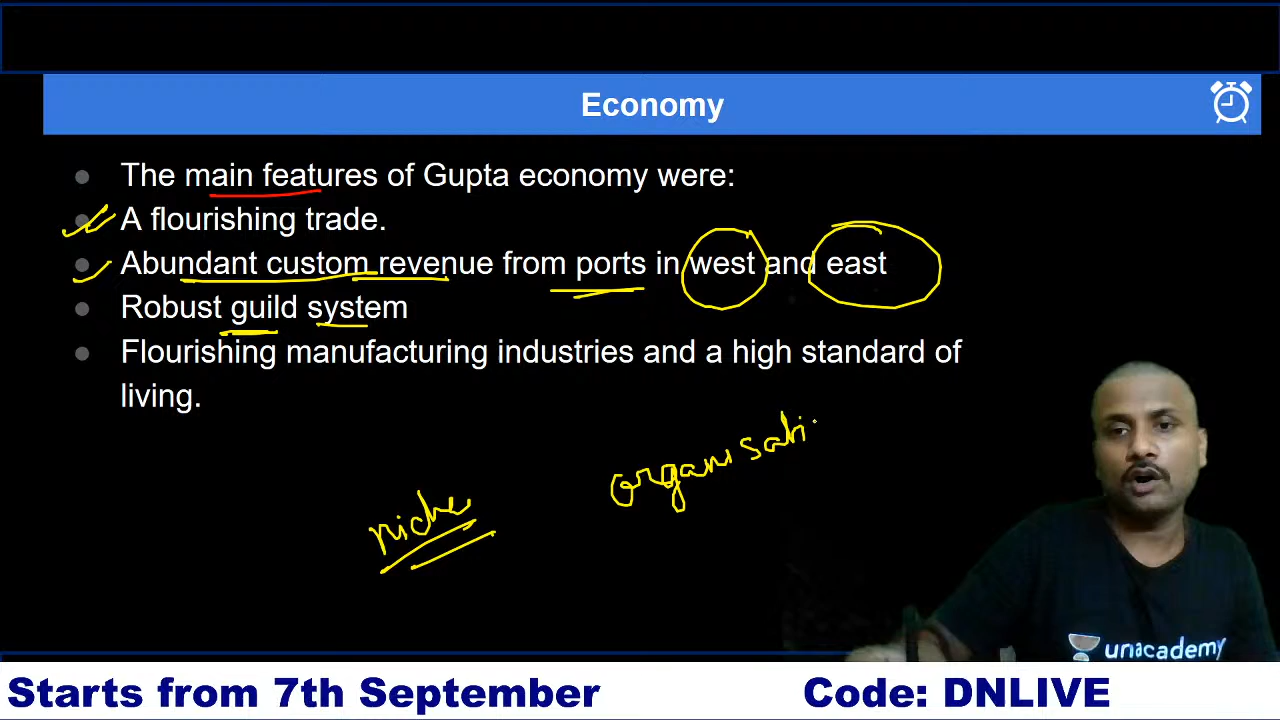 Economy
The main features of Gupta economy were:
A flourishing trade.
Abundant custom revenue from ports in west and east
Robust guild system
Flourishing manufacturing industries and a high standard of
living.
organisati
niche
unacademy
Starts from 7th September
Code: DNLIVE